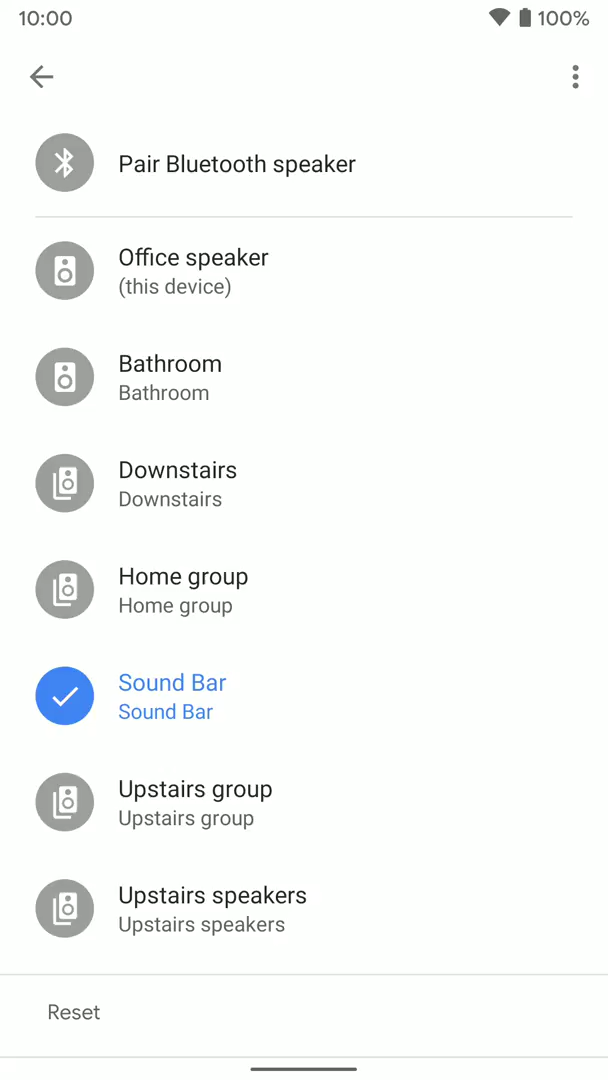 10:00
100%
Pair Bluetooth speaker
Office speaker
(this device)
Bathroom
Bathroom
Downstairs
Downstairs
Home group
Home group
Sound Bar
Sound Bar
Upstairs group
Upstairs group
Upstairs speakers
Upstairs speakers
Reset